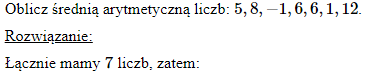 Oblicz średnią arytmetyczną liczb: 5, 8, −1, 6, 6, 1, 12.
Rozwiązanie:
Łącznie mamy 7 liczb, zatem: